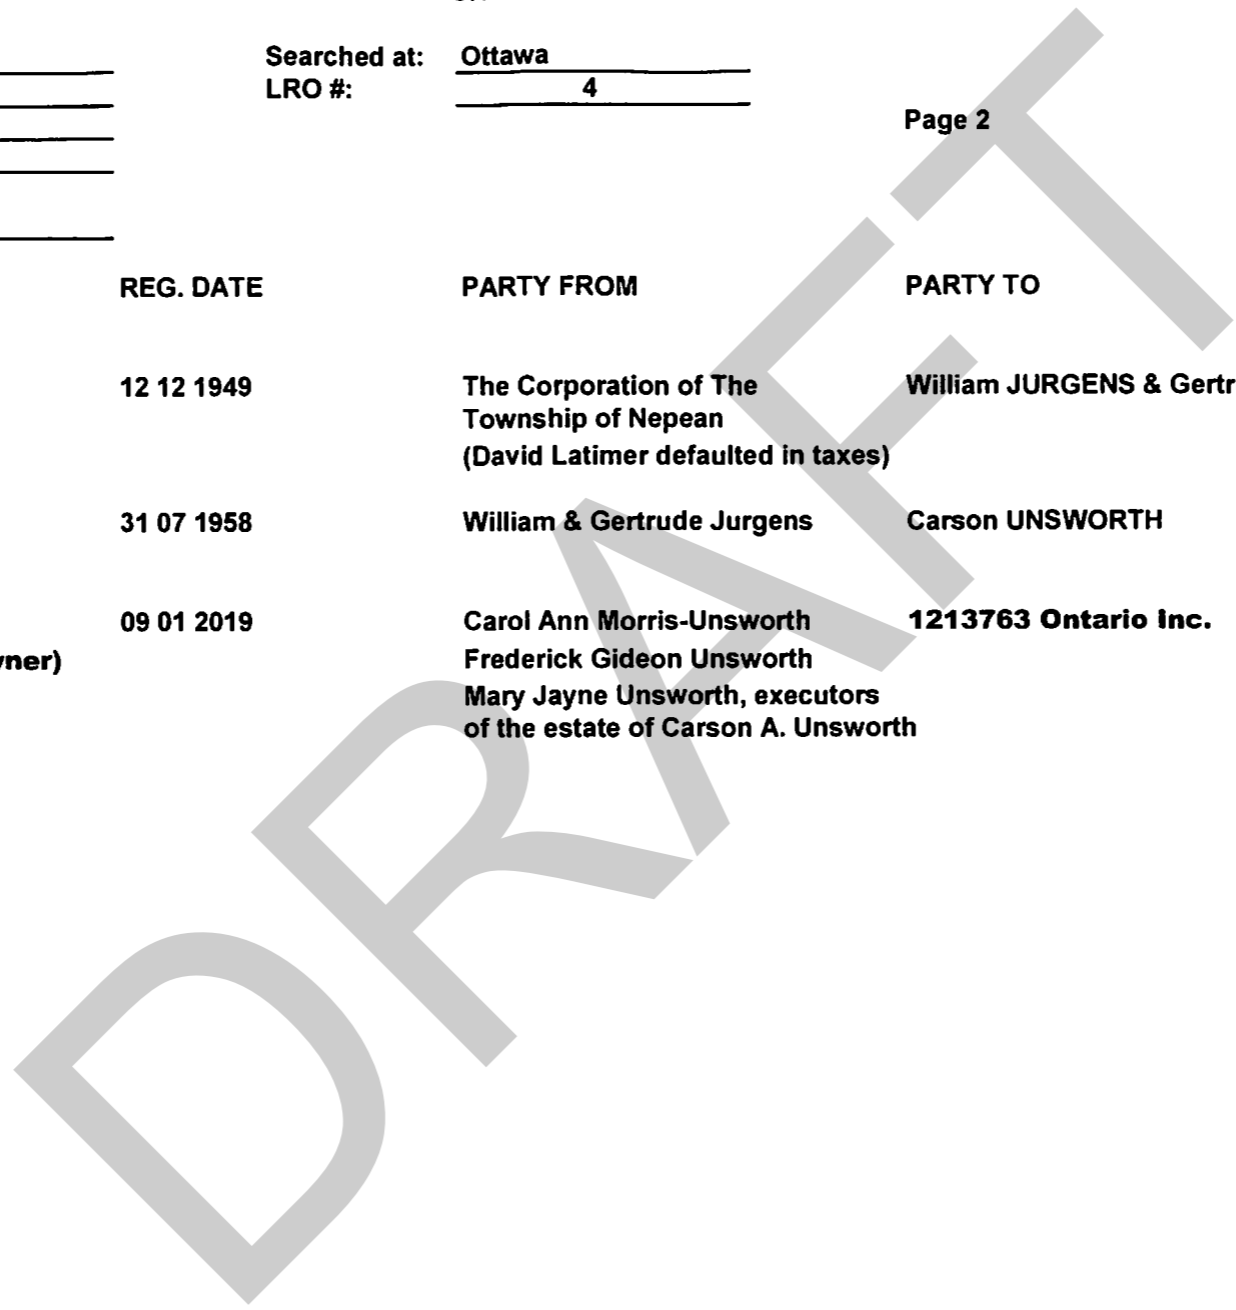 Searched at: Ottawa
LRO #: 4
Page 2
REG. DATE PARTY FROM PARTY TO
12 12 1949 The Corporation of The William JURGENS & Gertr
Township of Nepean
(David Latimer defaulted in taxes)
31 07 1958 William & Gertrude Jurgens Carson UNSWORTH
09 01 2019 Carol Ann Morris-Unsworth 1213763 Ontario Inc.
vner) Frederick Gideon Unsworth
Mary Jayne Unsworth, executors
of the estate of Carson A. Unsworth
DRAFT